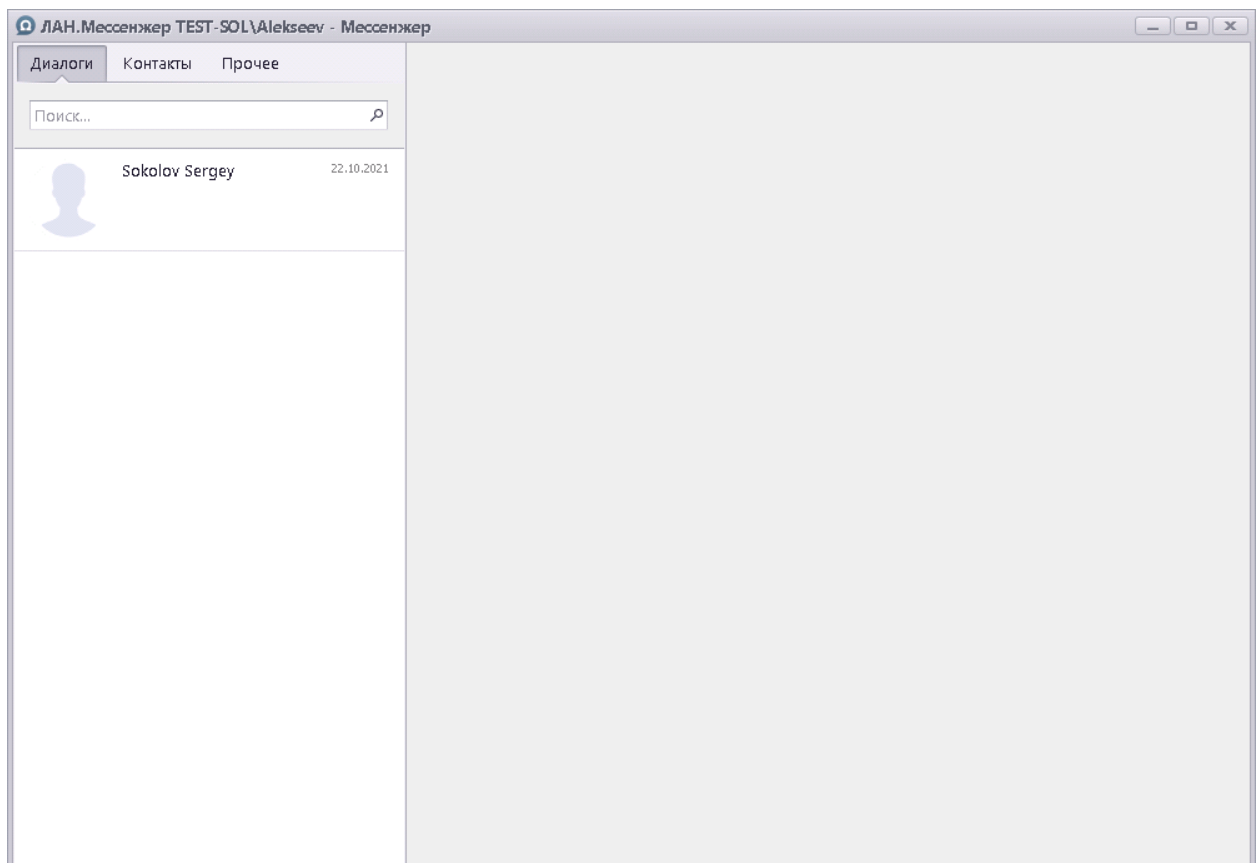 ЛАН.Мессенжер TEST-SOL\Alekseev - Мессенжер
Диалоги Контакты Прочее
Поиск...
Sokolov Sergey 22.10.2021